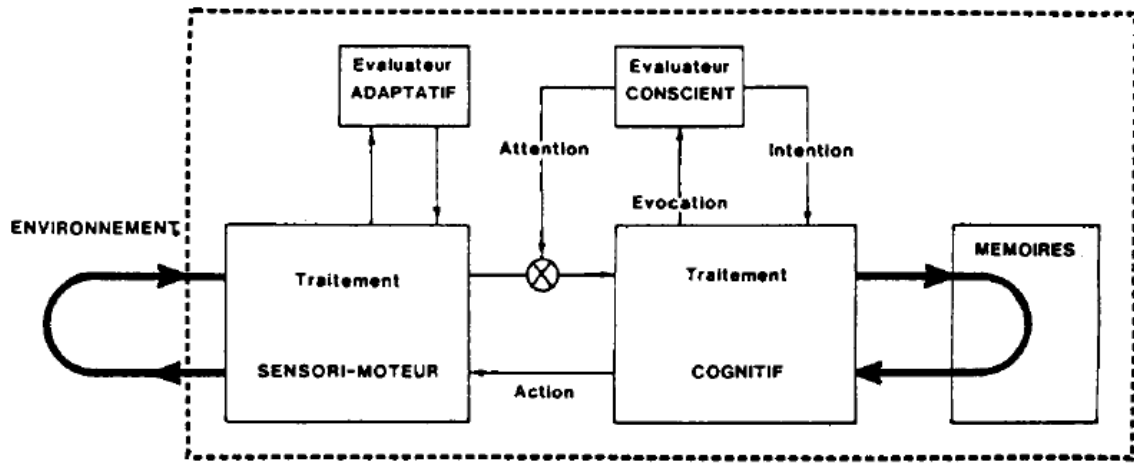 Evaluateur
ADAPTATIF
Evaluateur
CONSCIENT
Attention
Intention
Evocation
ENVIRONNEMENT
MEMOIRES
Traitement
Traitement
SENSORI-MOTEUR
COGNITIF
Action